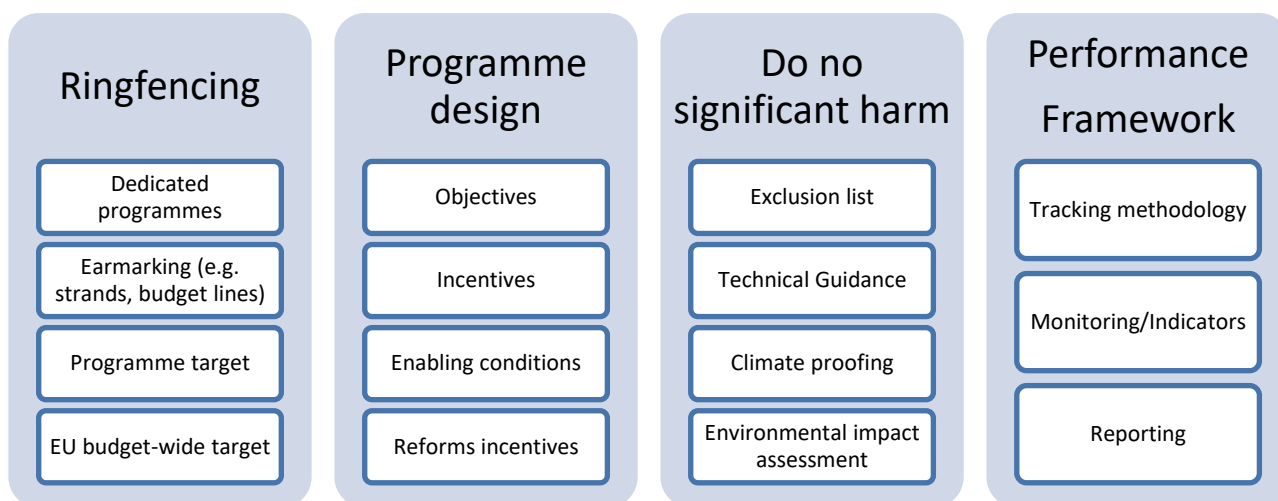 Ringfencing
Dedicated
programmes
Earmarking (e.g.
strands, budget lines)
Programme target
EU budget-wide target
Programme
design
Objectives
Incentives
Enabling conditions
Reforms incentives
Do no
significant harm
Exclusion list
Technical Guidance
Climate proofing
Environmental impact
assessment
Performance
Framework
Tracking methodology
Monitoring/Indicators
Reporting